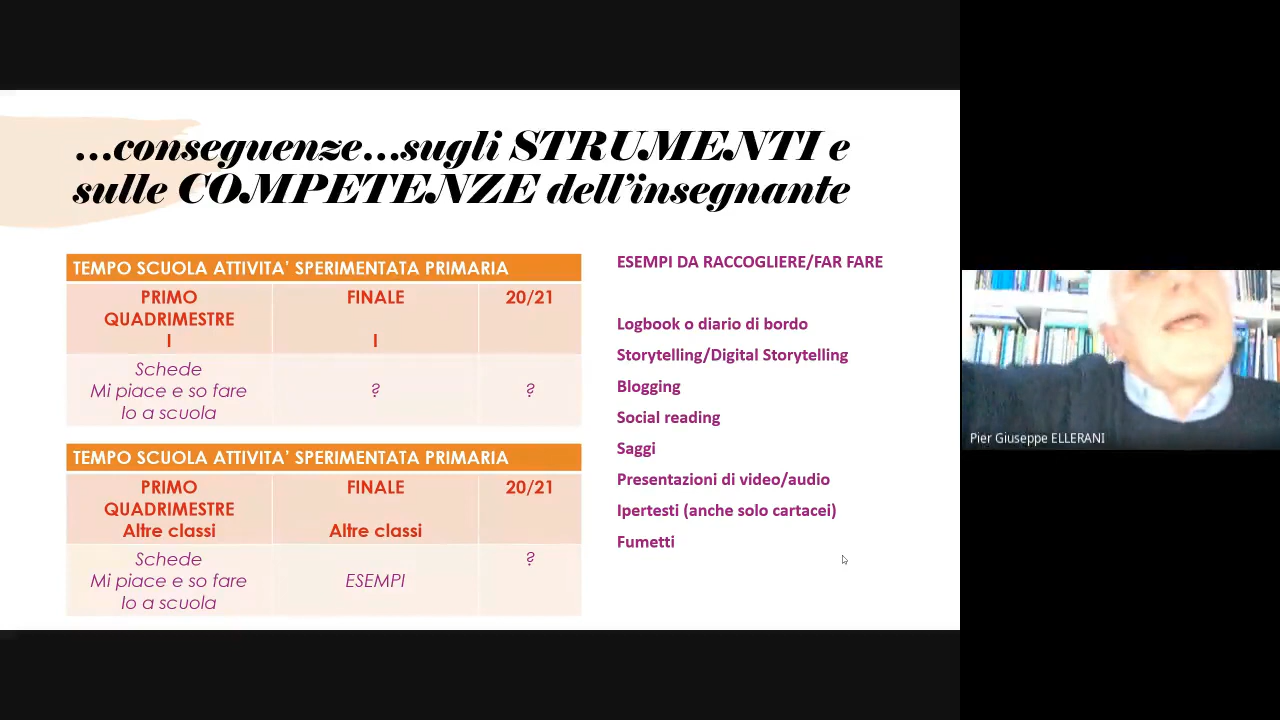 ...conseguenze...sugli STRUMENTI e
sulle COMPETENZE dell'insegnante
TEMPO SCUOLA ATTIVITA' SPERIMENTATA PRIMARIA
PRIMO FINALE 20/21
QUADRIMESTRE
I I
Schede
Mi piace e so fare ? ?
Io a scuola
TEMPO SCUOLA ATTIVITA' SPERIMENTATA PRIMARIA
PRIMO FINALE 20/21
QUADRIMESTRE
Altre classi Altre classi
Schede ?
Mi piace e so fare ESEMPI
Io a scuola
ESEMPI DA RACCOGLIERE/FAR FARE
Logbook o diario di bordo
Storytelling/Digital Storytelling
Blogging
Social reading
Saggi
Presentazioni di video/audio
Ipertesti (anche solo cartacei)
Fumetti
Pier Giuseppe ELLERANI